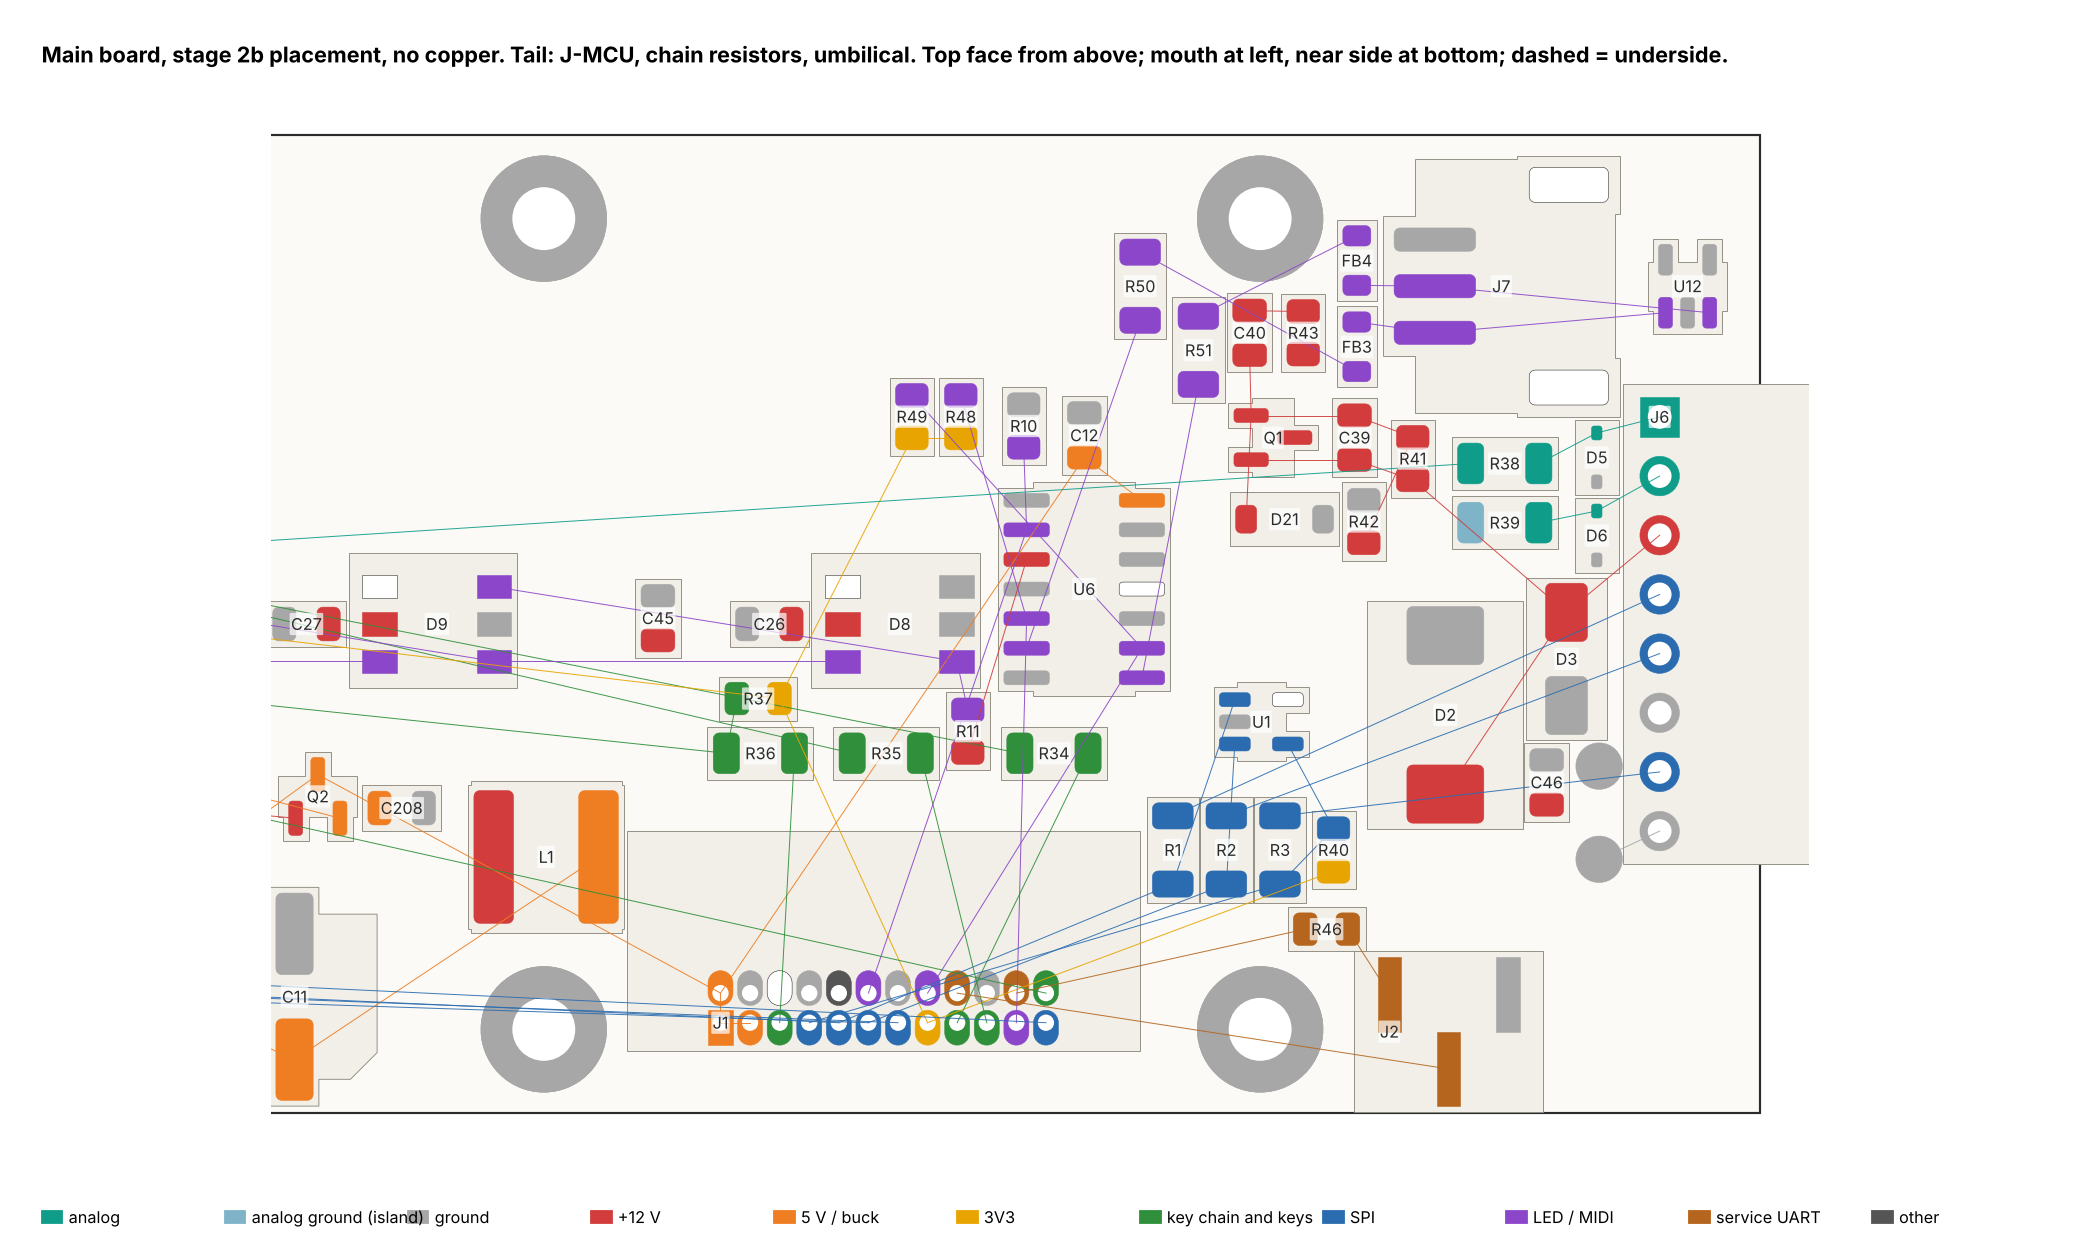 Main board, stage 2b placement, no copper. Tail: J-MCU, chain resistors, umbilical. Top face from above; mouth at left, near side at bottom; dashed = underside.
FB4
R50
J7
U12
C40
R43
FB3
R51
R49
R48
R10
C12
Q1
C39
R41
J6
R38
D5
D21
R42
R39
D6
U6
C27
D9
C45
C26
D8
D3
R37
D2
U1
R11
R36
R35
R34
C46
Q2
C208
L1
R1
R2
R3
R40
R46
C11
J1
J2
analog
analog ground (island)
ground
+12 V
5 V / buck
3V3
key chain and keys
SPI
LED / MIDI
service UART
other